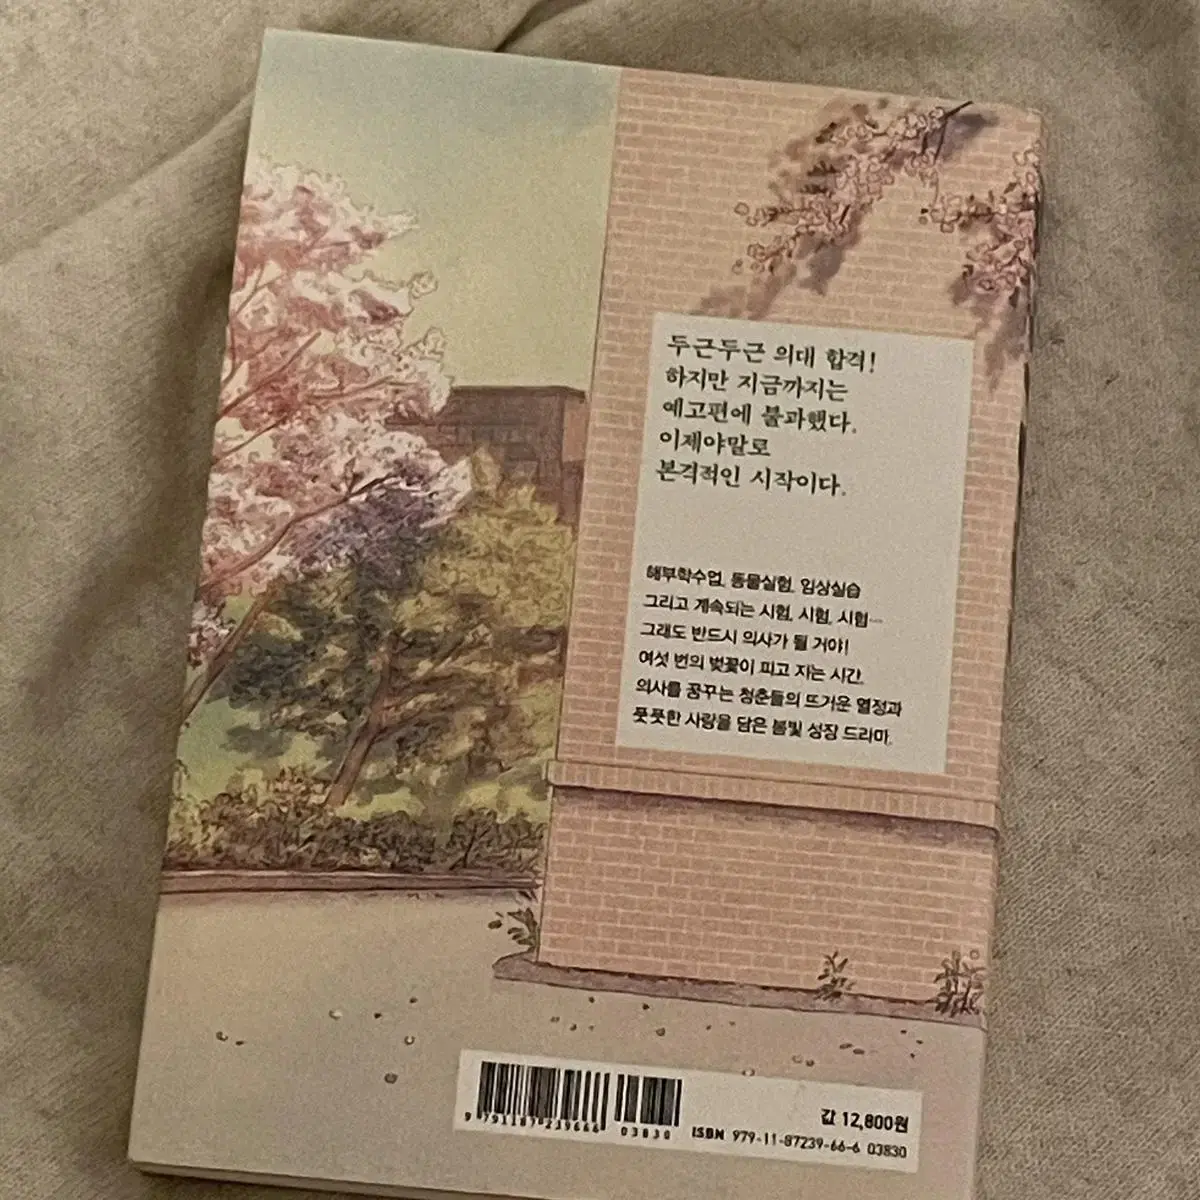 두근두근 의대 합격!
하지만 지금까지는
예고편에 불과했다.
이제야말로
본격적인 시작이다.
해부학수업, 동물실험, 임상실습
그리고 계속되는 시험, 시험, 시험…
그래도 반드시 의사가 될 거야!
여섯 번의 벚꽃이 피고 지는 시간.
의사를 꿈꾸는 청춘들의 뜨거운 열정과
풋풋한 사랑을 담은 봄빛 성장 드라마.
값 12,800원
9 791187 239666
03830
ISBN 979-11-87239-66-6 03830